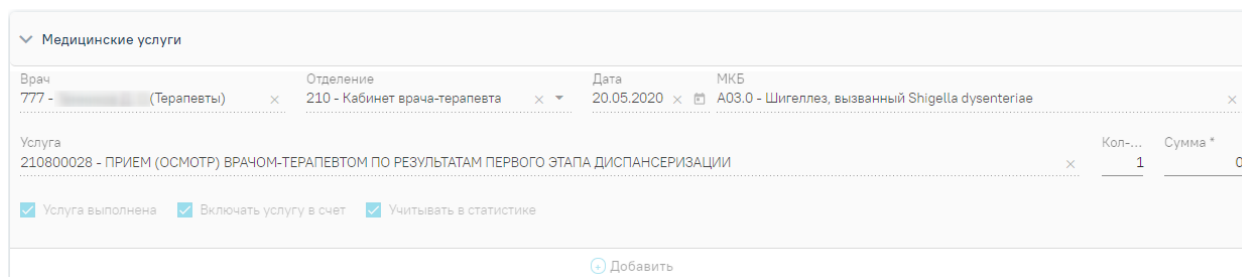 Медицинские услуги
Врач Отделение Дата МКБ
777 - (Терапевты) 210 - Кабинет врача-терапевта 20.05.2020 A03.0 - Шигеллез, вызванный Shigella dysenteriae
Услуга Кол-... Сумма *
210800028 - ПРИЕМ (ОСМОТР) ВРАЧОМ-ТЕРАПЕВТОМ ПО РЕЗУЛЬТАТАМ ПЕРВОГО ЭТАПА ДИСПАНСЕРИЗАЦИИ 1 0
Услуга выполнена Включать услугу в счет Учитывать в статистике
Добавить